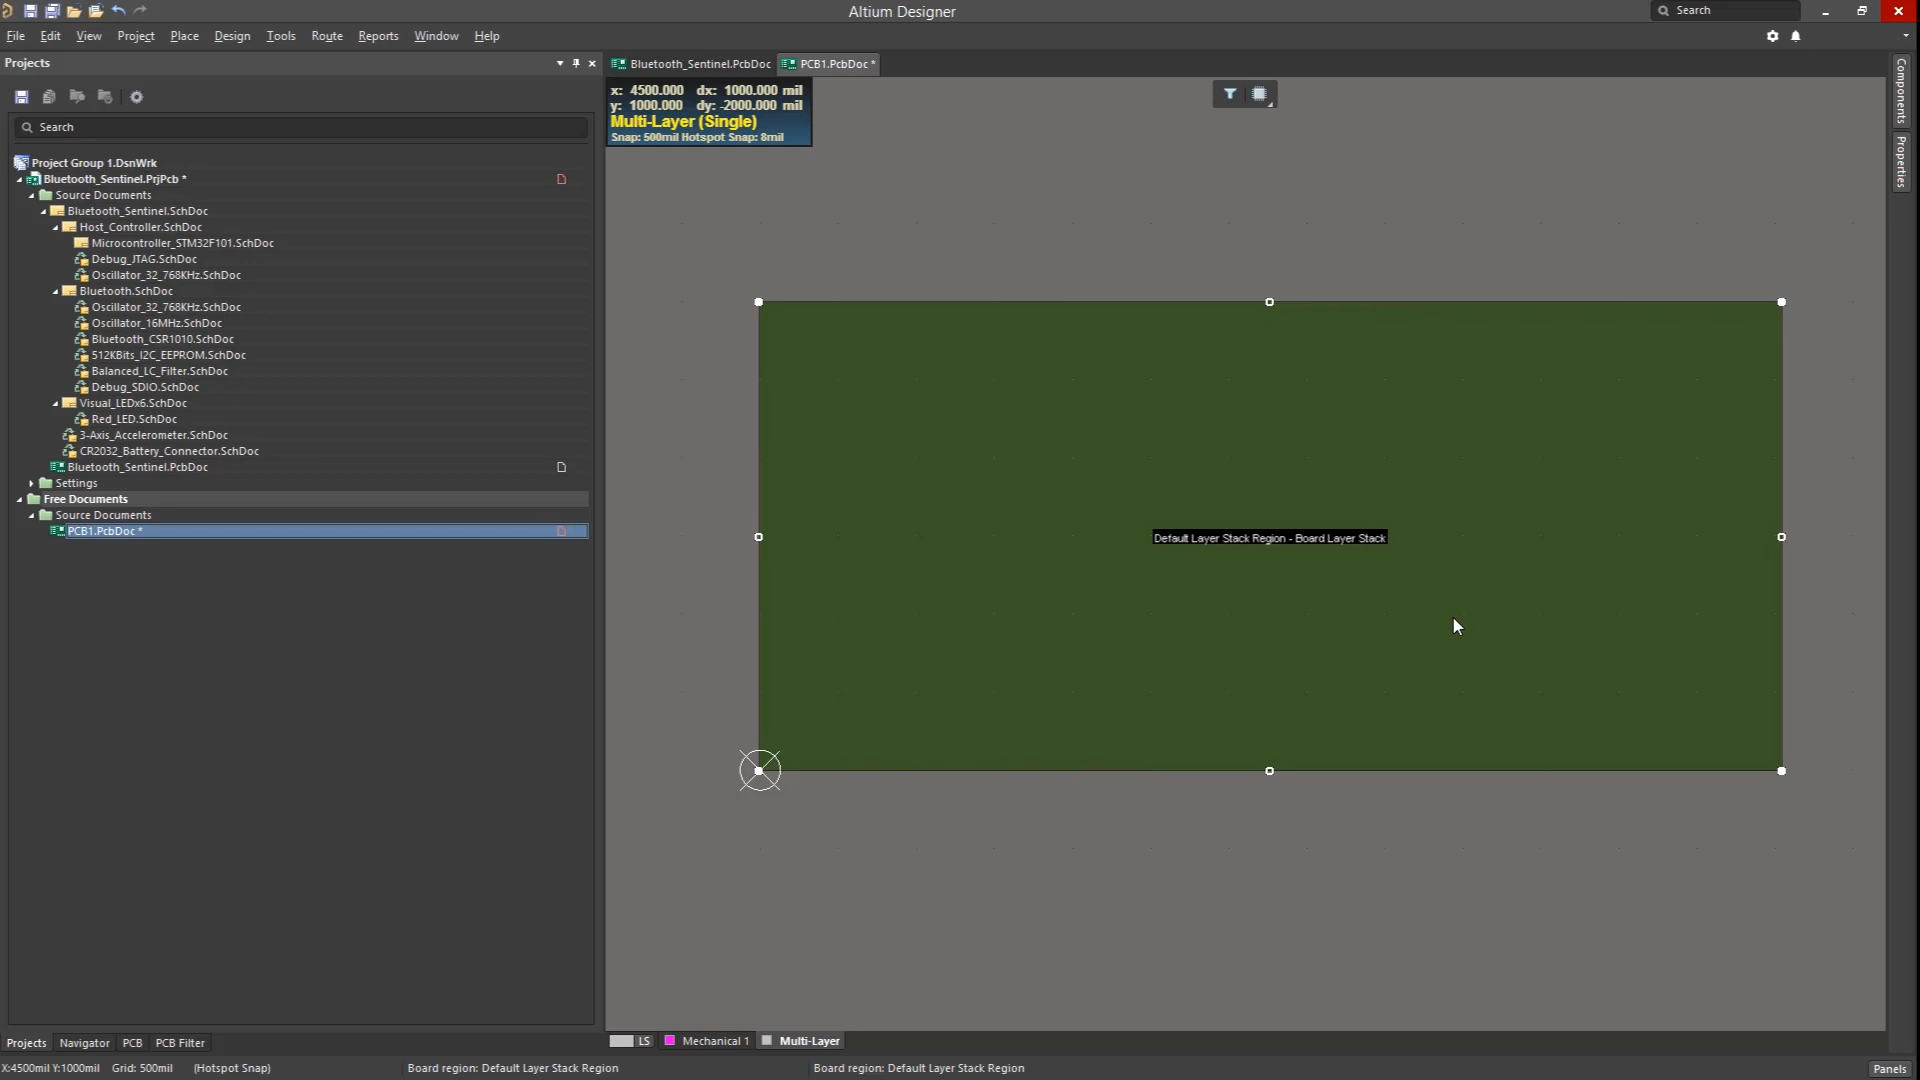 Altium Designer
Search
File Edit View Project Place Design Tools Route Reports Window Help
Projects
Bluetooth_Sentinel.PcbDoc
PCB1.PcbDoc *
x: 4500.000 dx: 1000.000 mil
y: 1000.000 dy: -2000.000 mil
Multi-Layer (Single)
Snap: 500mil Hotspot Snap: 8mil
Components
Properties
Search
Project Group 1.DsnWrk
Bluetooth_Sentinel.PrjPcb *
Source Documents
Bluetooth_Sentinel.SchDoc
Host_Controller.SchDoc
Microcontroller_STM32F101.SchDoc
Debug_JTAG.SchDoc
Oscillator_32_768KHz.SchDoc
Bluetooth.SchDoc
Oscillator_32_768KHz.SchDoc
Oscillator_16MHz.SchDoc
Bluetooth_CSR1010.SchDoc
512KBits_I2C_EEPROM.SchDoc
Balanced_LC_Filter.SchDoc
Debug_SDIO.SchDoc
Visual_LEDx6.SchDoc
Red_LED.SchDoc
3-Axis_Accelerometer.SchDoc
CR2032_Battery_Connector.SchDoc
Bluetooth_Sentinel.PcbDoc
Settings
Free Documents
Source Documents
PCB1.PcbDoc *
Default Layer Stack Region - Board Layer Stack
Projects Navigator PCB PCB Filter
LS Mechanical 1 Multi-Layer
X:4500mil Y:1000mil Grid: 500mil (Hotspot Snap) Board region: Default Layer Stack Region Board region: Default Layer Stack Region Panels